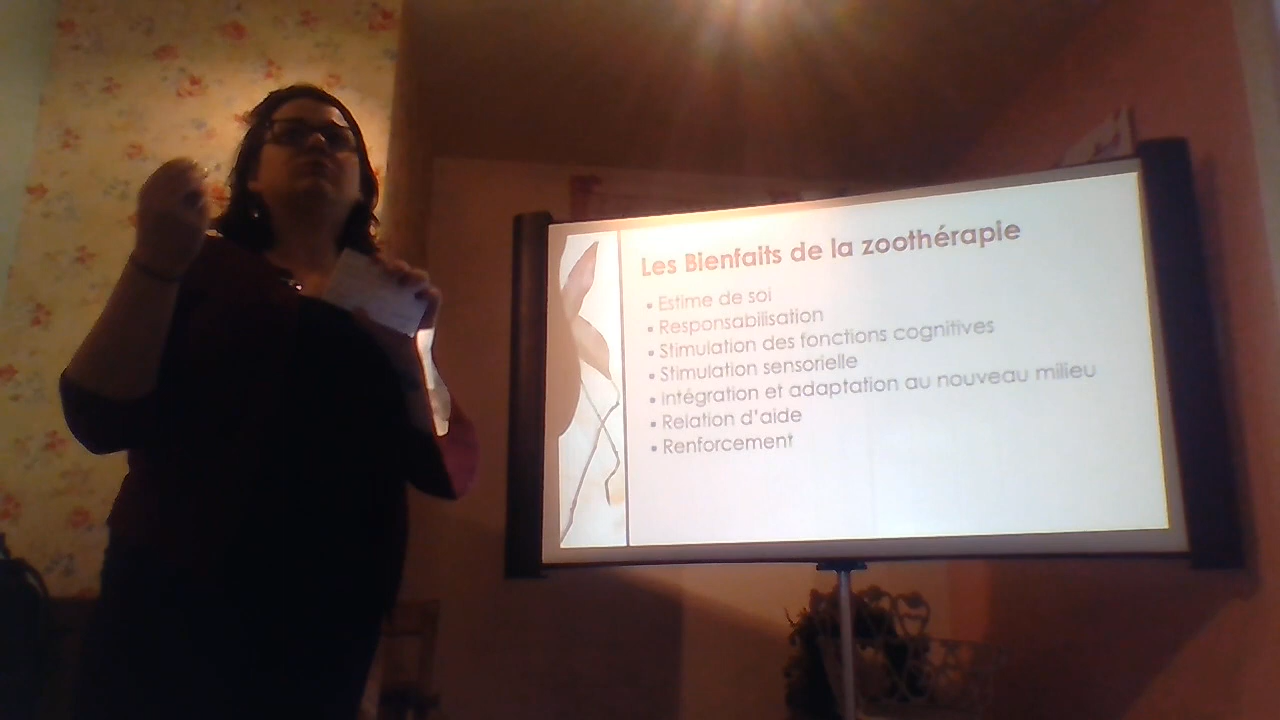 Les Bienfaits de la zoothérapie
• Estime de soi
• Responsabilisation
• Stimulation des fonctions cognitives
• Stimulation sensorielle
• Intégration et adaptation au nouveau milieu
• Relation d'aide
• Renforcement